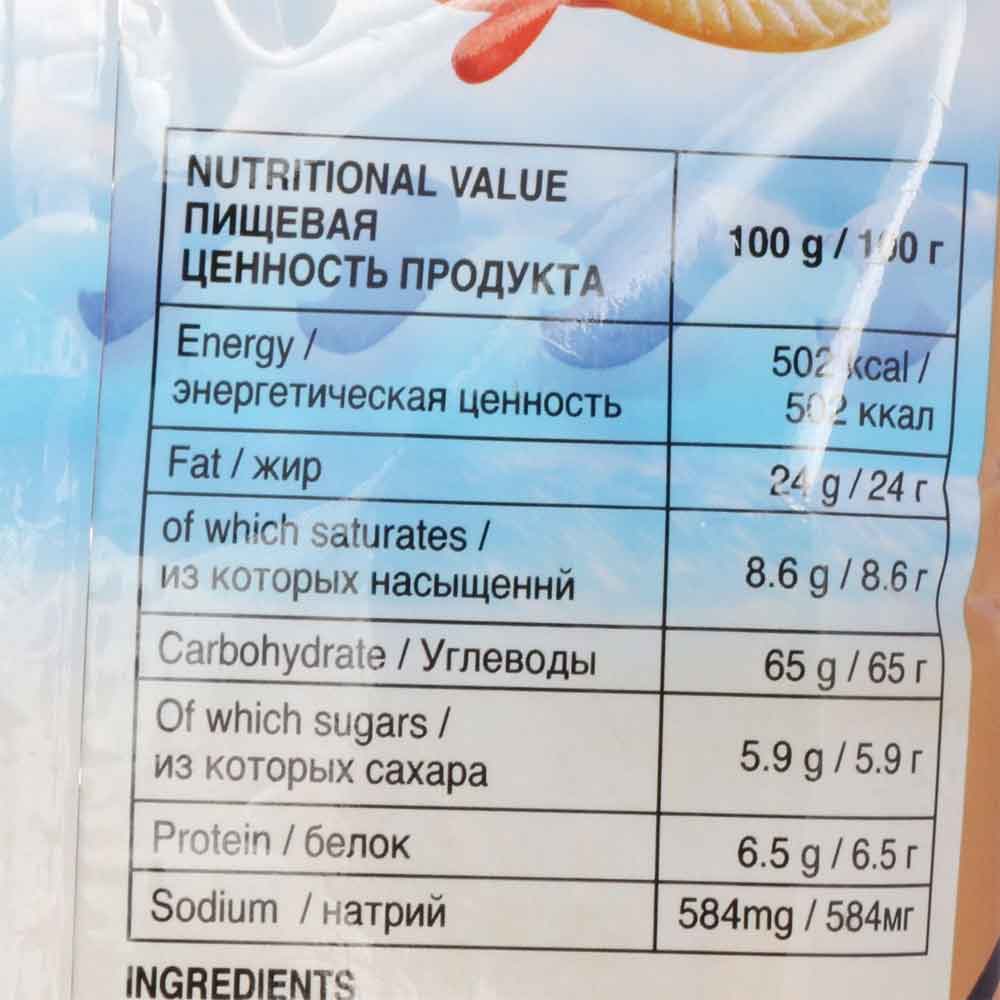 NUTRITIONAL VALUE
ПИЩЕВАЯ
ЦЕННОСТЬ ПРОДУКТА
100 g / 100 г
Energy /
энергетическая ценность
502 kcal /
502 ккал
Fat / жир
24 g / 24 г
of which saturates /
из которых насыщеннй
8.6 g / 8.6 г
Carbohydrate / Углеводы
65 g / 65 г
Of which sugars /
из которых сахара
5.9 g / 5.9 г
Protein / белок
6.5 g / 6.5 г
Sodium / натрий
584mg / 584мг
INGREDIENTS